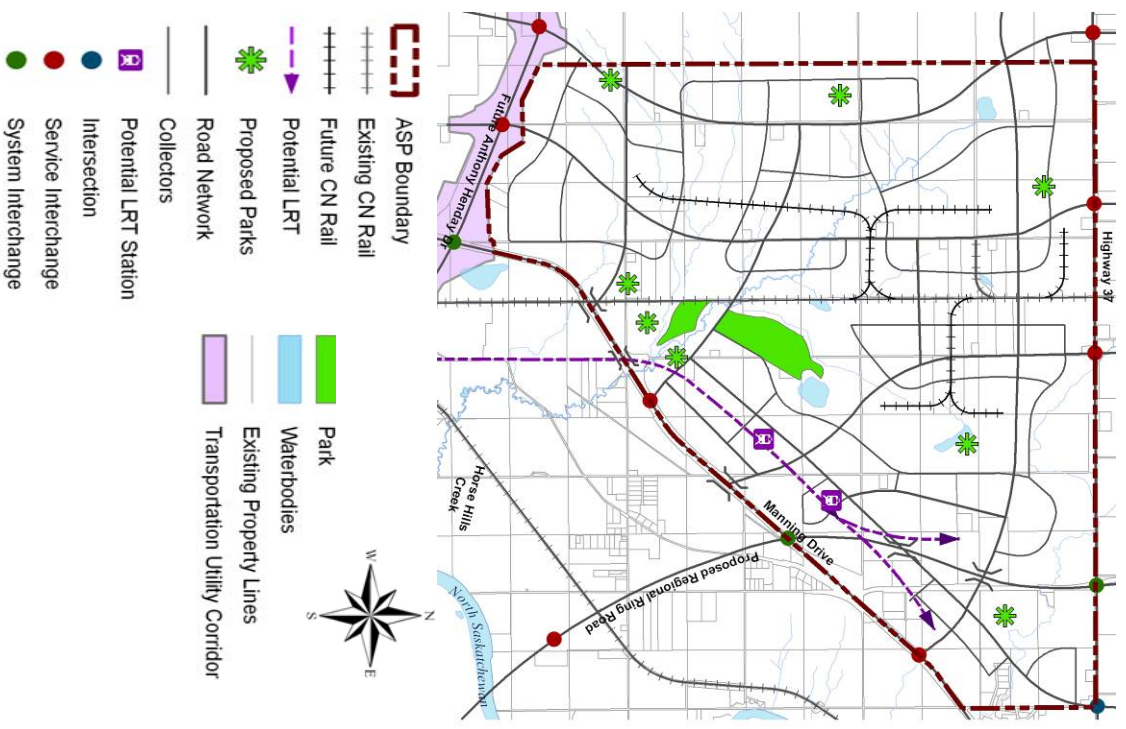 Highway 37
Future Anthony Henday Dr
Manning Drive
Proposed Regional Ring Road
Horse Hills
Creek
North Saskatchewan
ASP Boundary
Existing CN Rail
Future CN Rail
Potential LRT
Proposed Parks
Road Network
Collectors
Potential LRT Station
Intersection
Service Interchange
System Interchange
Park
Waterbodies
Existing Property Lines
Transportation Utility Corridor
N
W
E
S